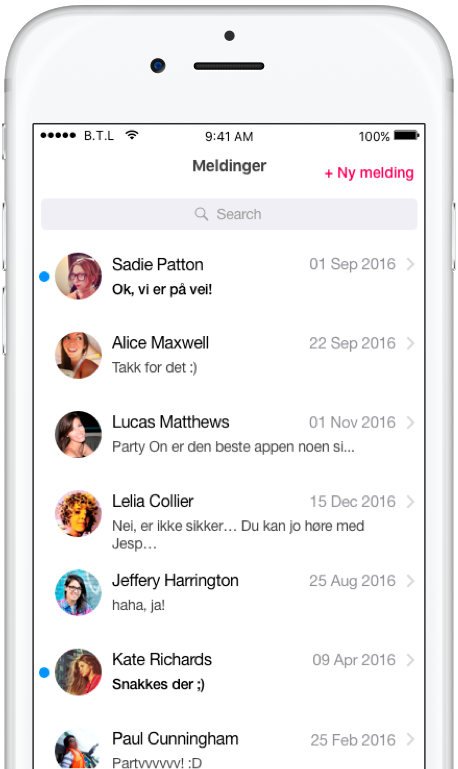 B.T.L 9:41 AM 100%
Meldinger + Ny melding
Search
Sadie Patton 01 Sep 2016
Ok, vi er på vei!
Alice Maxwell 22 Sep 2016
Takk for det :)
Lucas Matthews 01 Nov 2016
Party On er den beste appen noen si...
Lelia Collier 15 Dec 2016
Nei, er ikke sikker… Du kan jo høre med
Jesp…
Jeffery Harrington 25 Aug 2016
haha, ja!
Kate Richards 09 Apr 2016
Snakkes der ;)
Paul Cunningham 25 Feb 2016
Partyvvvvv! :D